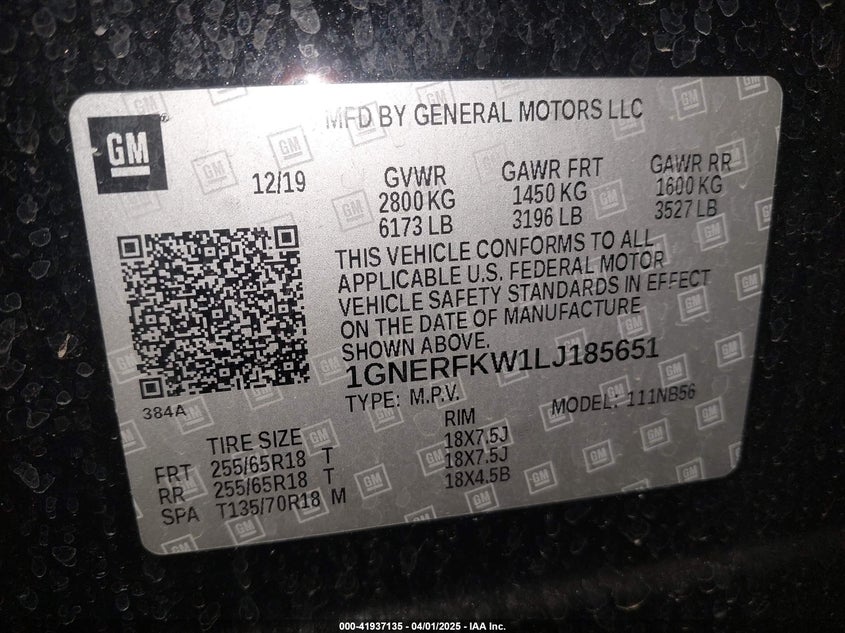 MFD BY GENERAL MOTORS LLC
GM
12/19
GVWR GAWR FRT GAWR RR
2800 KG 1450 KG 1600 KG
6173 LB 3196 LB 3527 LB
THIS VEHICLE CONFORMS TO ALL
APPLICABLE U.S. FEDERAL MOTOR
VEHICLE SAFETY STANDARDS IN EFFECT
ON THE DATE OF MANUFACTURE
SHOWN ABOVE.
1GNERFKW1LJ185651
TYPE: M.P.V. MODEL: 111NB56
384A
TIRE SIZE RIM
FRT 255/65R18 T 18X7.5J
RR 255/65R18 T 18X7.5J
SPA T135/70R18 M 18X4.5B
000-41937135 - 04/01/2025 - IAA Inc.